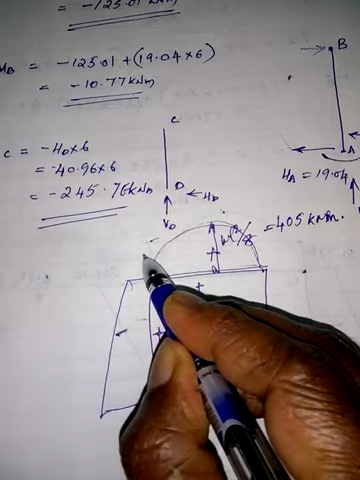 = -125.01 kNm
MB = -125.01 + (19.04 x 6)
= -10.77 kNm
B
C = -HD x 6
= -40.96 x 6
= -245.76 kNm
C
D ← HD
VD
A
HA = 19.04
wl²/8 = 405 kNm.
+
+